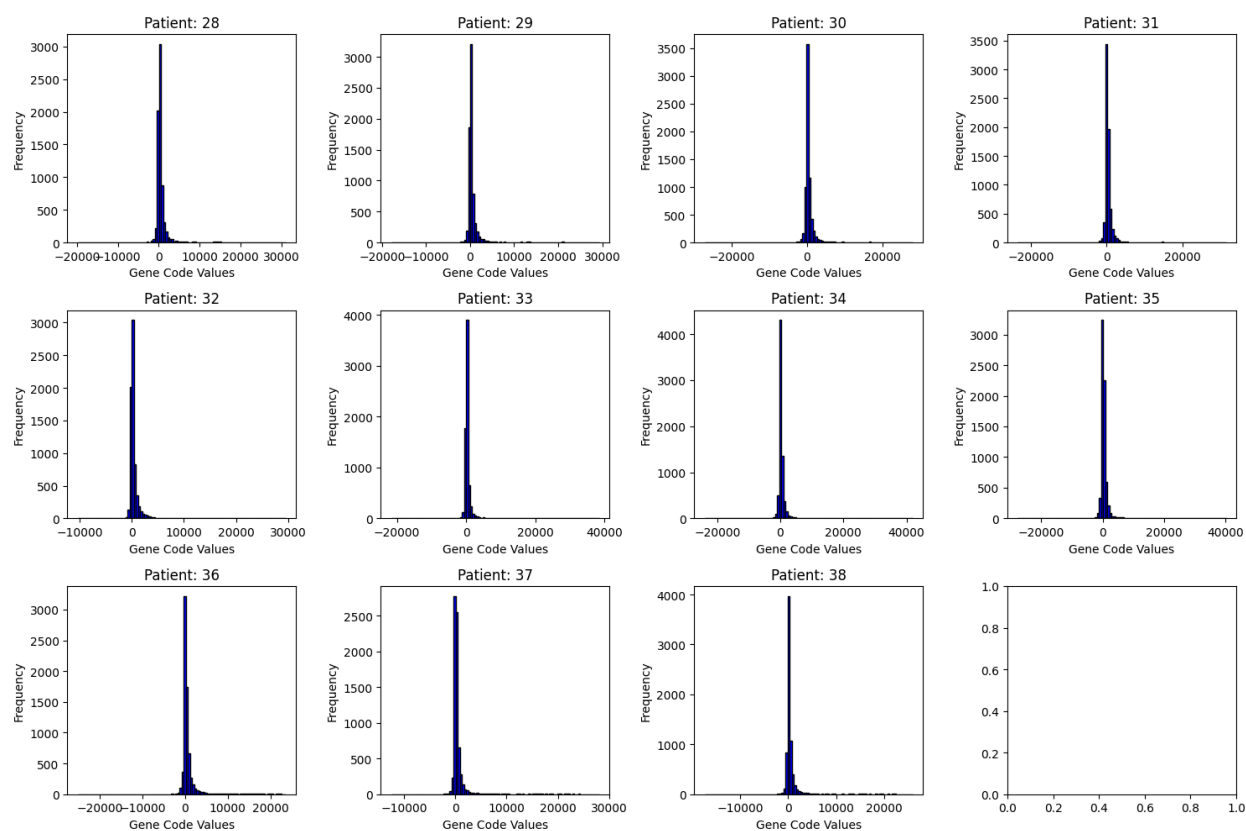 Patient: 28
Frequency
3000
2500
2000
1500
1000
500
0
−20000 −10000 0 10000 20000 30000
Gene Code Values
Patient: 29
Frequency
3000
2500
2000
1500
1000
500
0
−20000 −10000 0 10000 20000 30000
Gene Code Values
Patient: 30
Frequency
3500
3000
2500
2000
1500
1000
500
0
−20000 0 20000
Gene Code Values
Patient: 31
Frequency
3500
3000
2500
2000
1500
1000
500
0
−20000 0 20000
Gene Code Values
Patient: 32
Frequency
3000
2500
2000
1500
1000
500
0
−10000 0 10000 20000 30000
Gene Code Values
Patient: 33
Frequency
4000
3000
2000
1000
0
−20000 0 20000 40000
Gene Code Values
Patient: 34
Frequency
4000
3000
2000
1000
0
−20000 0 20000 40000
Gene Code Values
Patient: 35
Frequency
3000
2500
2000
1500
1000
500
0
−20000 0 20000 40000
Gene Code Values
Patient: 36
Frequency
3000
2500
2000
1500
1000
500
0
−20000 −10000 0 10000 20000
Gene Code Values
Patient: 37
Frequency
2500
2000
1500
1000
500
0
−10000 0 10000 20000 30000
Gene Code Values
Patient: 38
Frequency
4000
3000
2000
1000
0
−10000 0 10000 20000
Gene Code Values
1.0
0.8
0.6
0.4
0.2
0.0
0.0 0.2 0.4 0.6 0.8 1.0